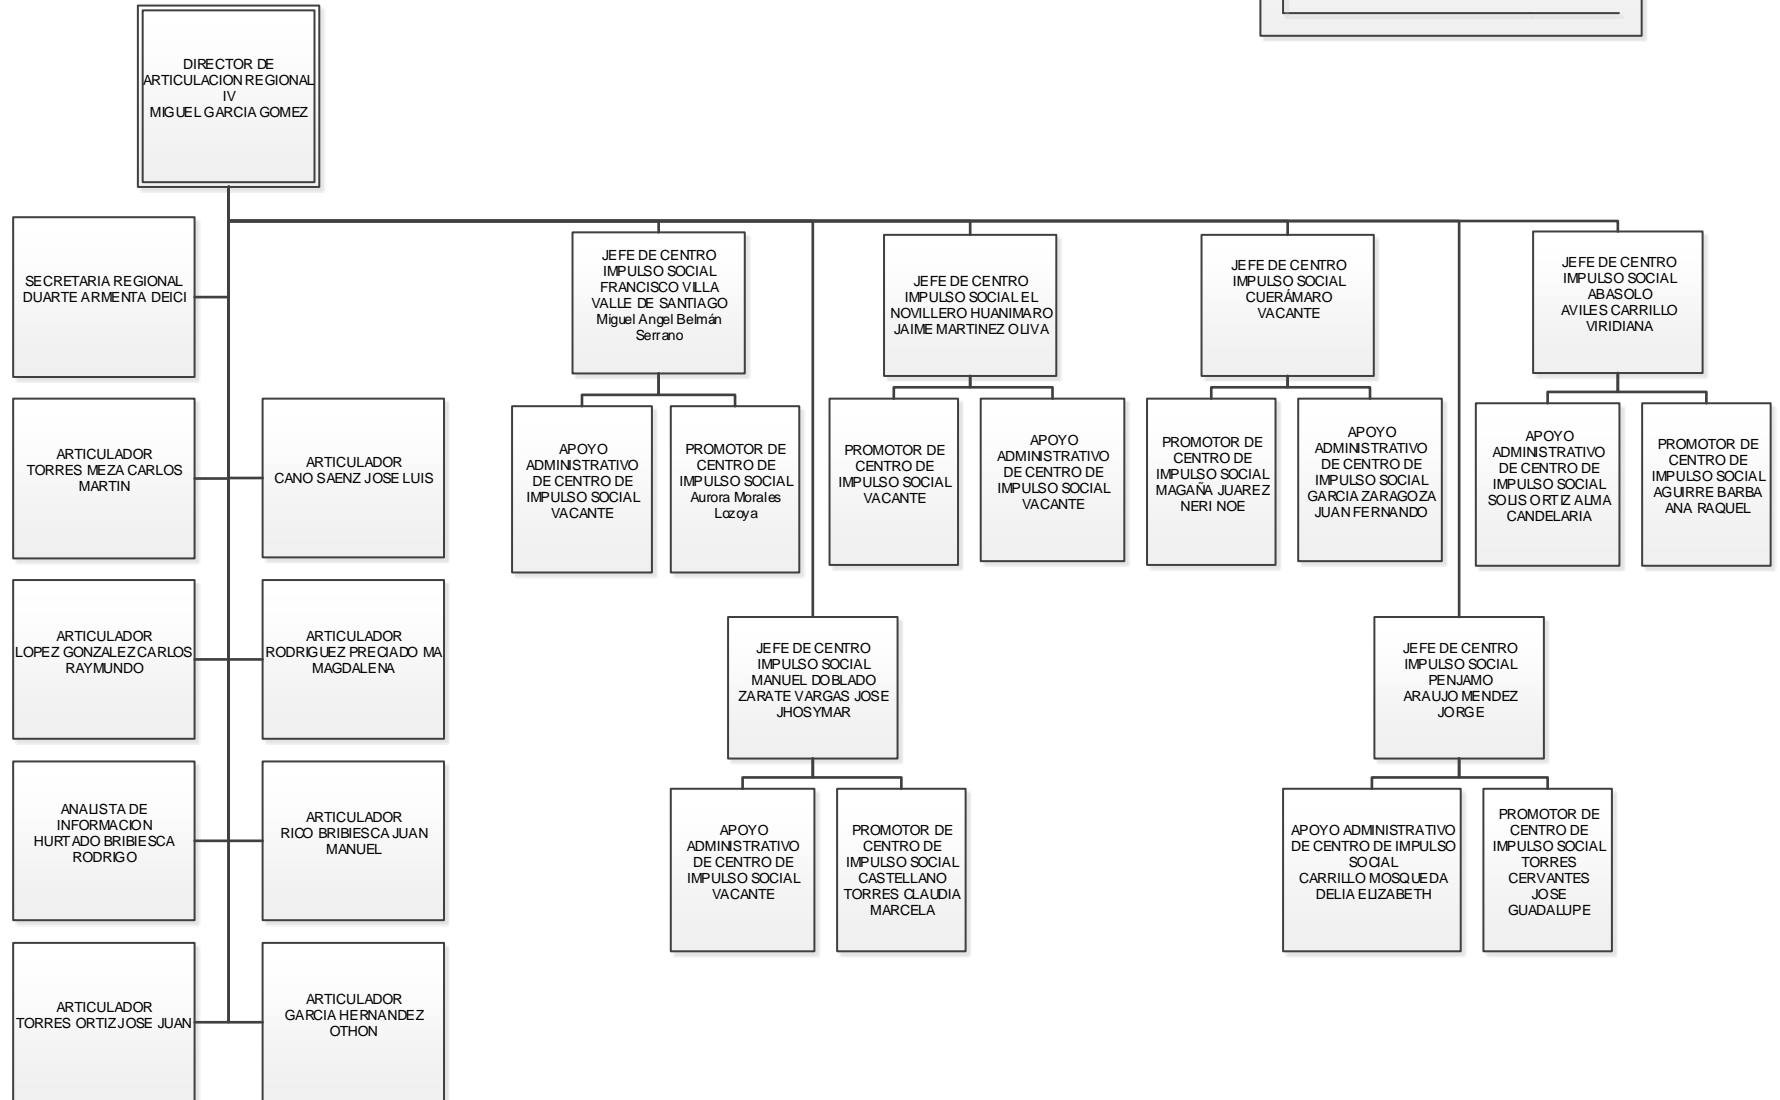 DIRECTOR DE
ARTICULACION REGIONAL
IV
MIGUEL GARCIA GOMEZ
SECRETARIA REGIONAL
DUARTE ARMENTA DEICI
ARTICULADOR
TORRES MEZA CARLOS
MARTIN
ARTICULADOR
CANO SAENZ JOSE LUIS
ARTICULADOR
LOPEZ GONZALEZ CARLOS
RAYMUNDO
ARTICULADOR
RODRIGUEZ PRECIADO MA
MAGDALENA
ANALISTA DE
INFORMACION
HURTADO BRIBIESCA
RODRIGO
ARTICULADOR
RICO BRIBIESCA JUAN
MANUEL
ARTICULADOR
TORRES ORTIZ JOSE JUAN
ARTICULADOR
GARCIA HERNANDEZ
OTHON
JEFE DE CENTRO
IMPULSO SOCIAL
FRANCISCO VILLA
VALLE DE SANTIAGO
Miguel Angel Belmán
Serrano
APOYO
ADMINISTRATIVO
DE CENTRO DE
IMPULSO SOCIAL
VACANTE
PROMOTOR DE
CENTRO DE
IMPULSO SOCIAL
Aurora Morales
Lozoya
JEFE DE CENTRO
IMPULSO SOCIAL EL
NOVILLERO HUANIMARO
JAIME MARTINEZ OLIVA
PROMOTOR DE
CENTRO DE
IMPULSO SOCIAL
VACANTE
APOYO
ADMINISTRATIVO
DE CENTRO DE
IMPULSO SOCIAL
VACANTE
JEFE DE CENTRO
IMPULSO SOCIAL
CUERÁMARO
VACANTE
PROMOTOR DE
CENTRO DE
IMPULSO SOCIAL
MAGAÑA JUAREZ
NERI NOE
APOYO
ADMINISTRATIVO
DE CENTRO DE
IMPULSO SOCIAL
GARCIA ZARAGOZA
JUAN FERNANDO
JEFE DE CENTRO
IMPULSO SOCIAL
ABASOLO
AVILES CARRILLO
VIRIDIANA
APOYO
ADMINISTRATIVO
DE CENTRO DE
IMPULSO SOCIAL
SOLIS ORTIZ ALMA
CANDELARIA
PROMOTOR DE
CENTRO DE
IMPULSO SOCIAL
AGUIRRE BARBA
ANA RAQUEL
JEFE DE CENTRO
IMPULSO SOCIAL
MANUEL DOBLADO
ZARATE VARGAS JOSE
JHOSYMAR
APOYO
ADMINISTRATIVO
DE CENTRO DE
IMPULSO SOCIAL
VACANTE
PROMOTOR DE
CENTRO DE
IMPULSO SOCIAL
CASTELLANO
TORRES CLAUDIA
MARCELA
JEFE DE CENTRO
IMPULSO SOCIAL
PENJAMO
ARAUJO MENDEZ
JORGE
APOYO ADMINISTRATIVO
DE CENTRO DE IMPULSO
SOCIAL
CARRILLO MOSQUEDA
DELIA ELIZABETH
PROMOTOR DE
CENTRO DE
IMPULSO SOCIAL
TORRES
CERVANTES
JOSE
GUADALUPE